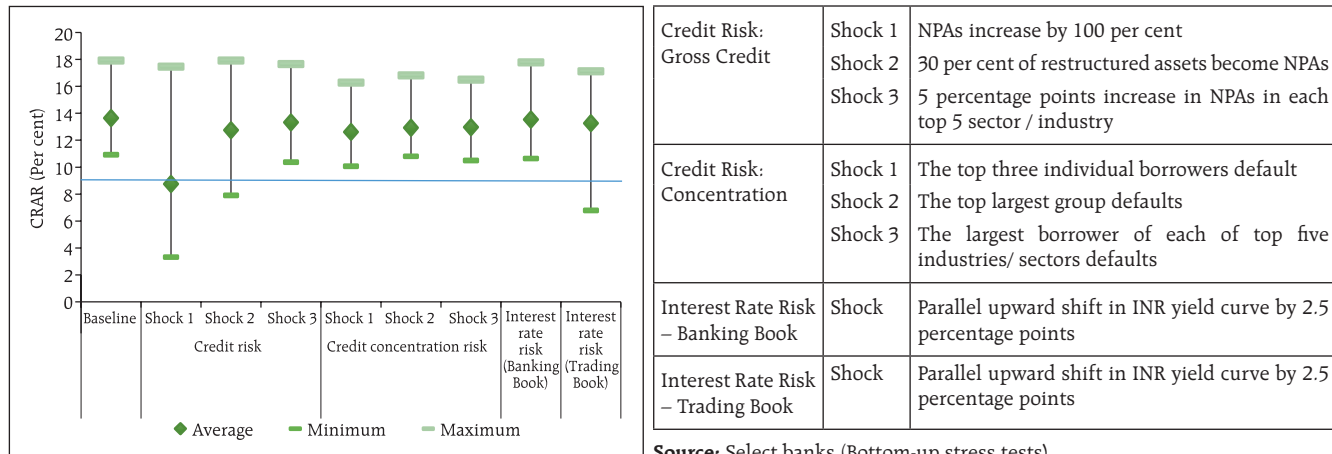 20
18
16
14
12
10
8
6
4
2
0
CRAR (Per cent)
Baseline Shock 1 Shock 2 Shock 3 Shock 1 Shock 2 Shock 3 Interest rate risk (Banking Book) Interest rate risk (Trading Book)
Credit risk Credit concentration risk
Average Minimum Maximum
Credit Risk: Shock 1 NPAs increase by 100 per cent
Gross Credit Shock 2 30 per cent of restructured assets become NPAs
Shock 3 5 percentage points increase in NPAs in each
top 5 sector / industry
Credit Risk: Shock 1 The top three individual borrowers default
Concentration Shock 2 The top largest group defaults
Shock 3 The largest borrower of each of top five
industries/ sectors defaults
Interest Rate Risk Shock Parallel upward shift in INR yield curve by 2.5
– Banking Book percentage points
Interest Rate Risk Shock Parallel upward shift in INR yield curve by 2.5
– Trading Book percentage points
Source: Select banks (Bottom-up stress tests)